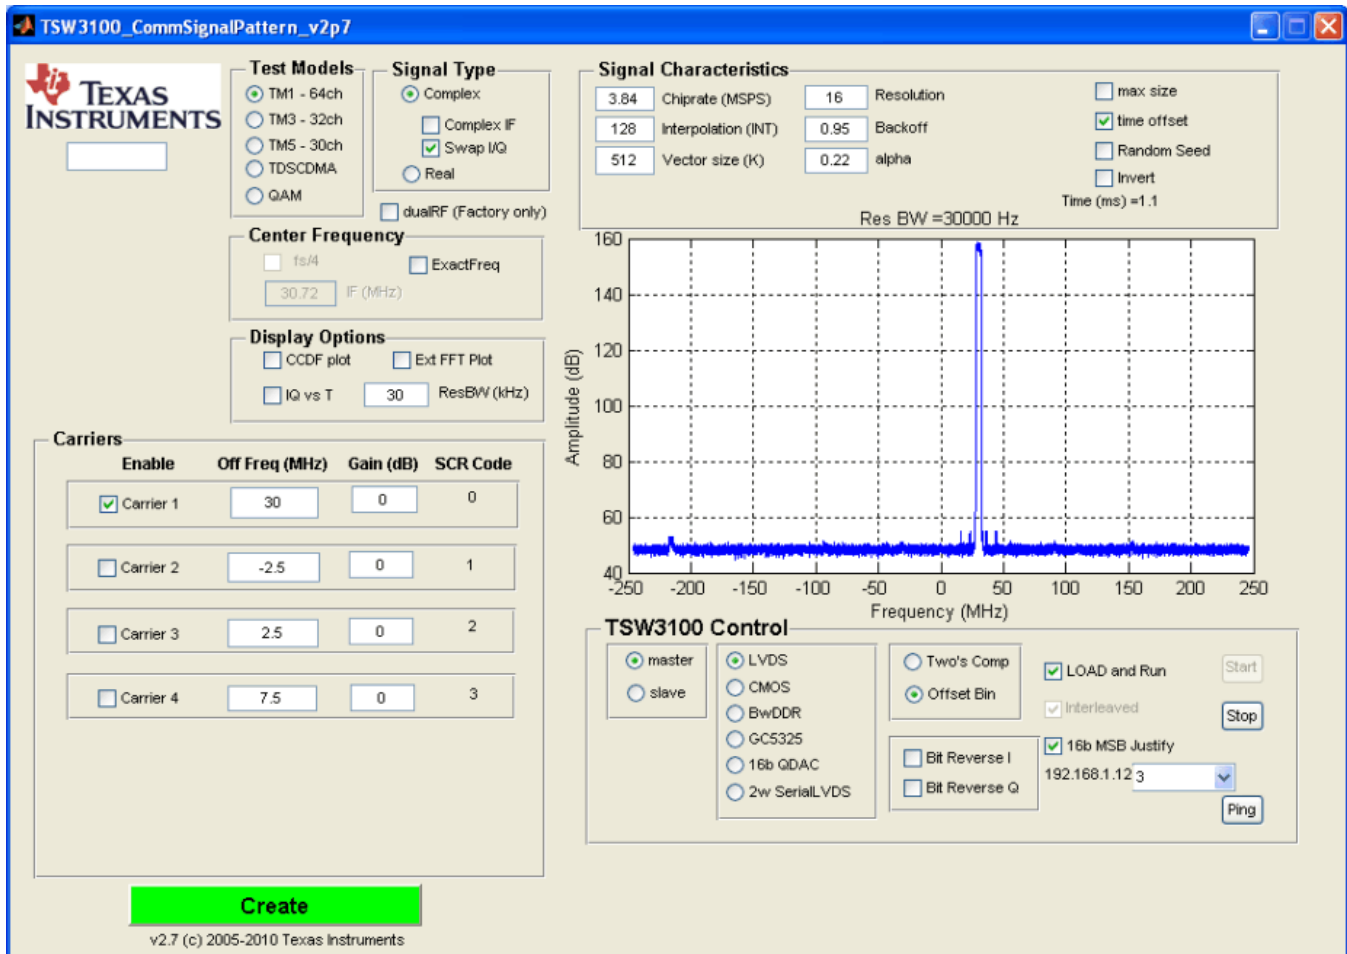 TSW3100_CommSignalPattern_v2p7
TEXAS
INSTRUMENTS
Test Models
TM1 - 64ch
TM3 - 32ch
TM5 - 30ch
TDSCDMA
QAM
Signal Type
Complex
Complex IF
Swap I/Q
Real
dualRF (Factory only)
Center Frequency
fs/4
ExactFreq
30.72 IF (MHz)
Display Options
CCDF plot Ext FFT Plot
IQ vs T 30 ResBW (kHz)
Carriers
Enable Off Freq (MHz) Gain (dB) SCR Code
Carrier 1 30 0 0
Carrier 2 -2.5 0 1
Carrier 3 2.5 0 2
Carrier 4 7.5 0 3
Create
v2.7 (c) 2005-2010 Texas Instruments
Signal Characteristics
3.84 Chiprate (MSPS) 16 Resolution max size
128 Interpolation (INT) 0.95 Backoff time offset
512 Vector size (K) 0.22 alpha Random Seed
Invert
Time (ms) =1.1
Res BW =30000 Hz
160
140
120
100
80
60
40
Amplitude (dB)
-250 -200 -150 -100 -50 0 50 100 150 200 250
Frequency (MHz)
TSW3100 Control
master
slave
LVDS
CMOS
BwDDR
GC5325
16b QDAC
2w SerialLVDS
Two's Comp
Offset Bin
Bit Reverse I
Bit Reverse Q
LOAD and Run
Interleaved
16b MSB Justify
192.168.1.12 3
Start
Stop
Ping